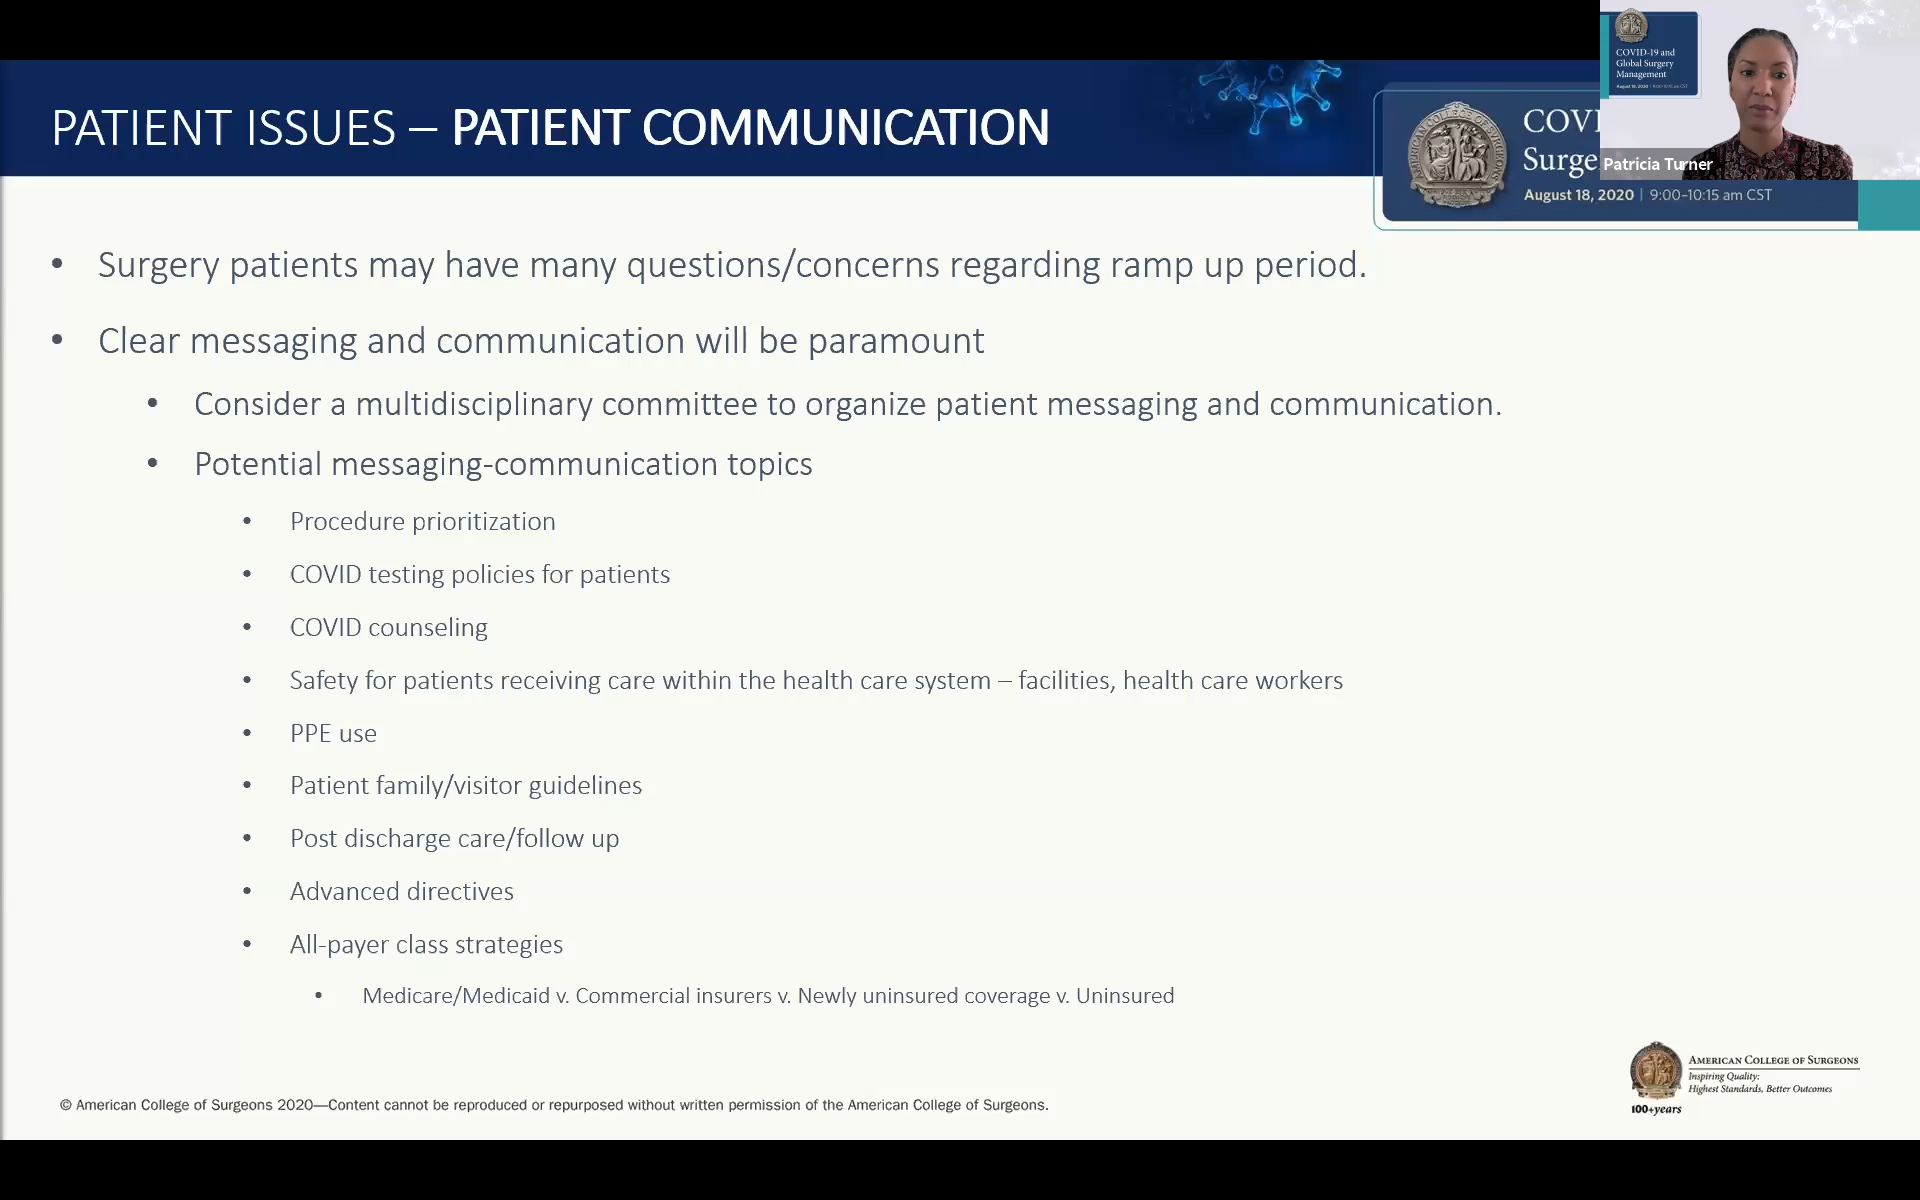 COVID-19 and
Global Surgery
Management
August 18, 2020 | 9:00-10:15 am CST
Patricia Turner
PATIENT ISSUES – PATIENT COMMUNICATION
AMERICAN COLLEGE OF SURGEONS
COVI
Surge
August 18, 2020 | 9:00–10:15 am CST
• Surgery patients may have many questions/concerns regarding ramp up period.
• Clear messaging and communication will be paramount
• Consider a multidisciplinary committee to organize patient messaging and communication.
• Potential messaging-communication topics
• Procedure prioritization
• COVID testing policies for patients
• COVID counseling
• Safety for patients receiving care within the health care system – facilities, health care workers
• PPE use
• Patient family/visitor guidelines
• Post discharge care/follow up
• Advanced directives
• All-payer class strategies
• Medicare/Medicaid v. Commercial insurers v. Newly uninsured coverage v. Uninsured
© American College of Surgeons 2020—Content cannot be reproduced or repurposed without written permission of the American College of Surgeons.
AMERICAN COLLEGE OF SURGEONS
Inspiring Quality:
Highest Standards, Better Outcomes
100+years